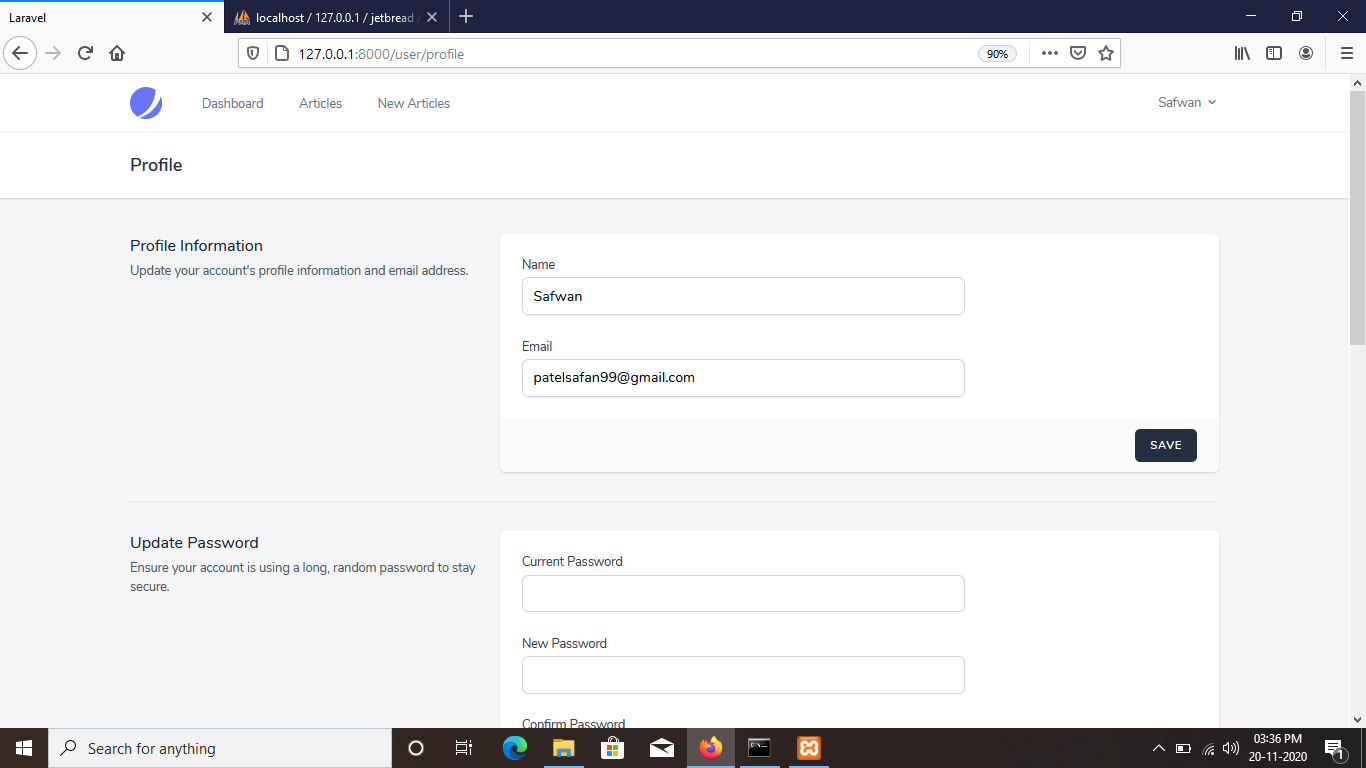 Laravel
localhost / 127.0.0.1 / jetbread
127.0.0.1:8000/user/profile
90%
Dashboard
Articles
New Articles
Safwan
Profile
Profile Information
Update your account's profile information and email address.
Name
Safwan
Email
patelsafan99@gmail.com
SAVE
Update Password
Ensure your account is using a long, random password to stay
secure.
Current Password
New Password
Confirm Password
Search for anything
03:36 PM
20-11-2020
1